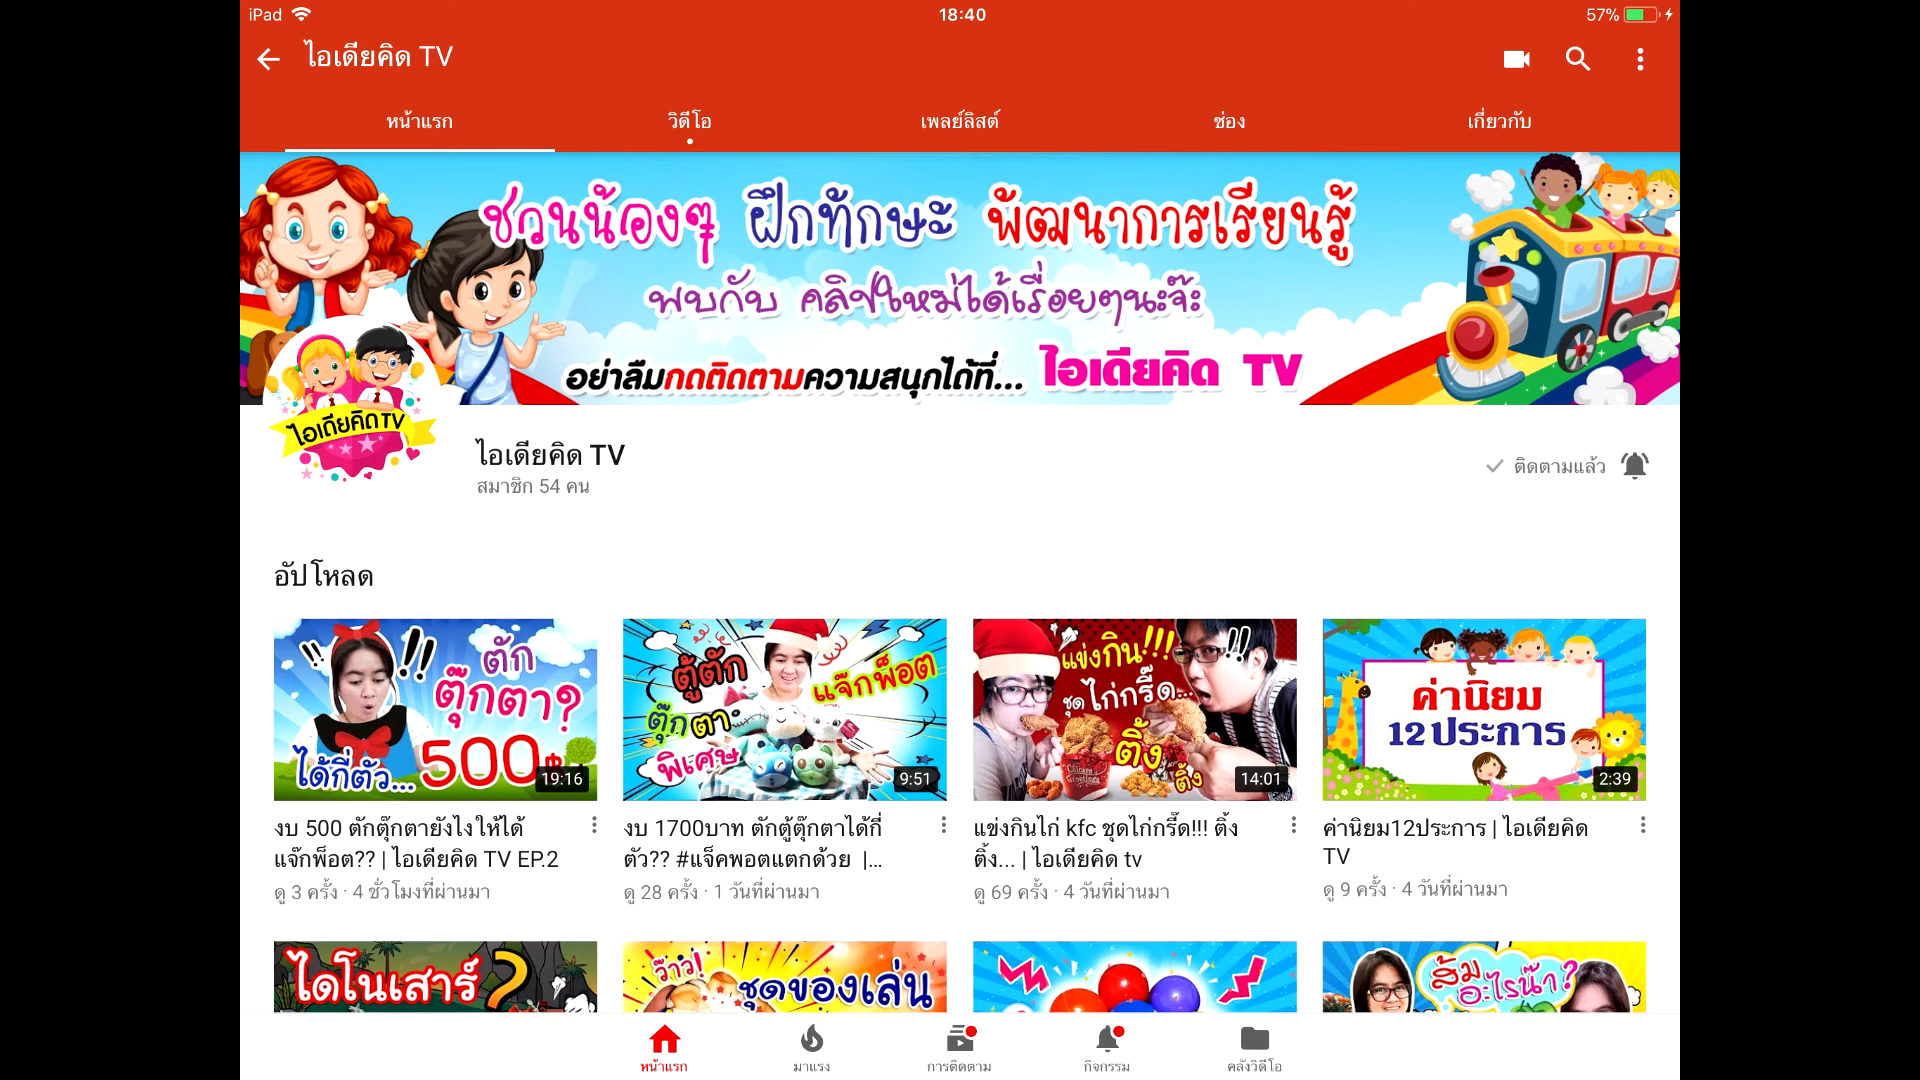 iPad 18:40 57%
ไอเดียคิด TV
หน้าแรก วิดีโอ เพลย์ลิสต์ ช่อง เกี่ยวกับ
ชวนน้องๆ ฝึกทักษะ พัฒนาการเรียนรู้
พบกับ คลิปใหม่ได้เรื่อยๆนะจ๊ะ
อย่าลืมกดติดตามความสนุกได้ที่... ไอเดียคิด TV
ไอเดียคิดTV
ไอเดียคิด TV
สมาชิก 54 คน
ติดตามแล้ว
อัปโหลด
!! !! ตัก
ตุ๊กตา?
ได้กี่ตัว... 500฿
19:16
ตู้ตัก
ตุ๊กตา
พิเศษ
แจ๊กพ็อต
9:51
แข่งกิน!!! !!
ชุดไก่กรี๊ด...
ติ้ง
ติ้ง
14:01
ค่านิยม
12ประการ
2:39
งบ 500 ตักตุ๊กตายังไงให้ได้
แจ๊กพ็อต?? | ไอเดียคิด TV EP.2
ดู 3 ครั้ง · 4 ชั่วโมงที่ผ่านมา
งบ 1700บาท ตักตู้ตุ๊กตาได้กี่
ตัว?? #แจ็คพอตแตกด้วย |...
ดู 28 ครั้ง · 1 วันที่ผ่านมา
แข่งกินไก่ kfc ชุดไก่กรี๊ด!!! ติ้ง
ติ้ง... | ไอเดียคิด tv
ดู 69 ครั้ง · 4 วันที่ผ่านมา
ค่านิยม12ประการ | ไอเดียคิด
TV
ดู 9 ครั้ง · 4 วันที่ผ่านมา
ไดโนเสาร์?
ว๊าว!
ชุดของเล่น
ส้ม
อะไรน๊า?
หน้าแรก มาแรง การติดตาม กิจกรรม คลังวิดีโอ